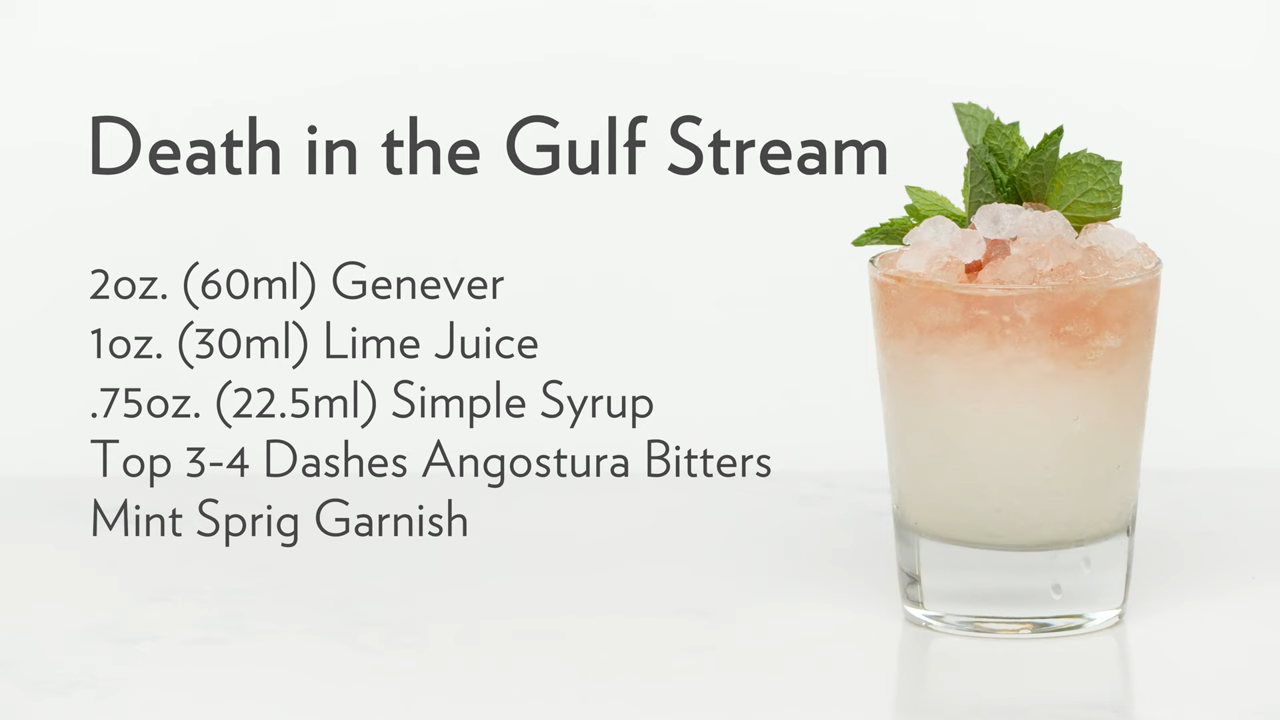 Death in the Gulf Stream
2oz. (60ml) Genever
1oz. (30ml) Lime Juice
.75oz. (22.5ml) Simple Syrup
Top 3-4 Dashes Angostura Bitters
Mint Sprig Garnish